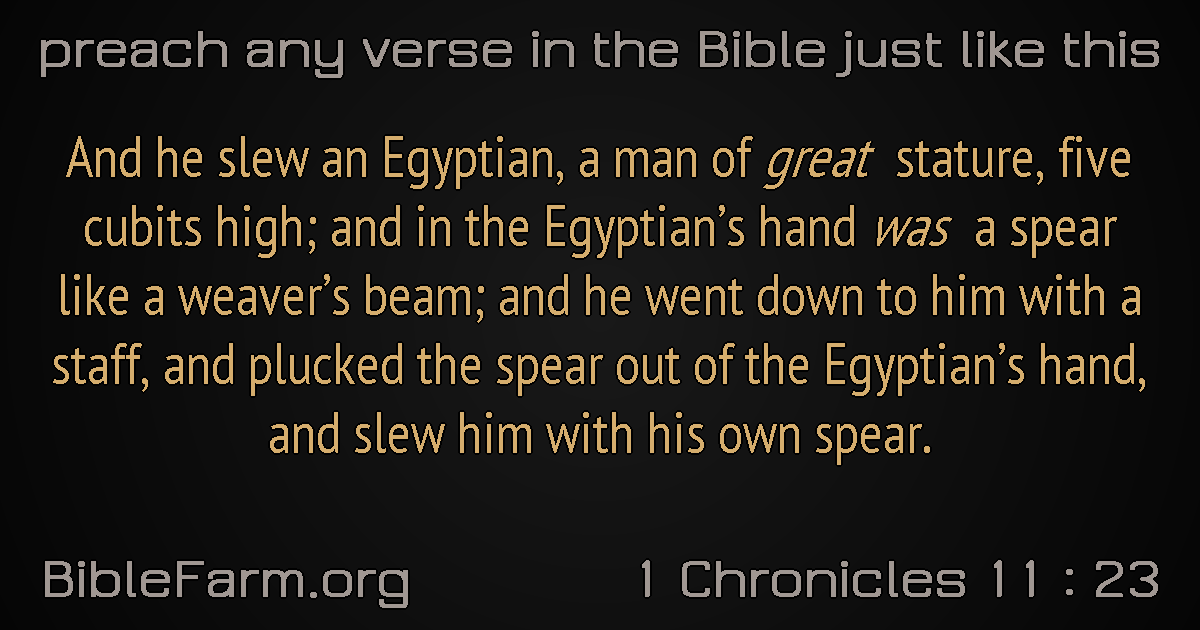 preach any verse in the Bible just like this
And he slew an Egyptian, a man of great stature, five
cubits high; and in the Egyptian’s hand was a spear
like a weaver’s beam; and he went down to him with a
staff, and plucked the spear out of the Egyptian’s hand,
and slew him with his own spear.
BibleFarm.org
1 Chronicles 11 : 23